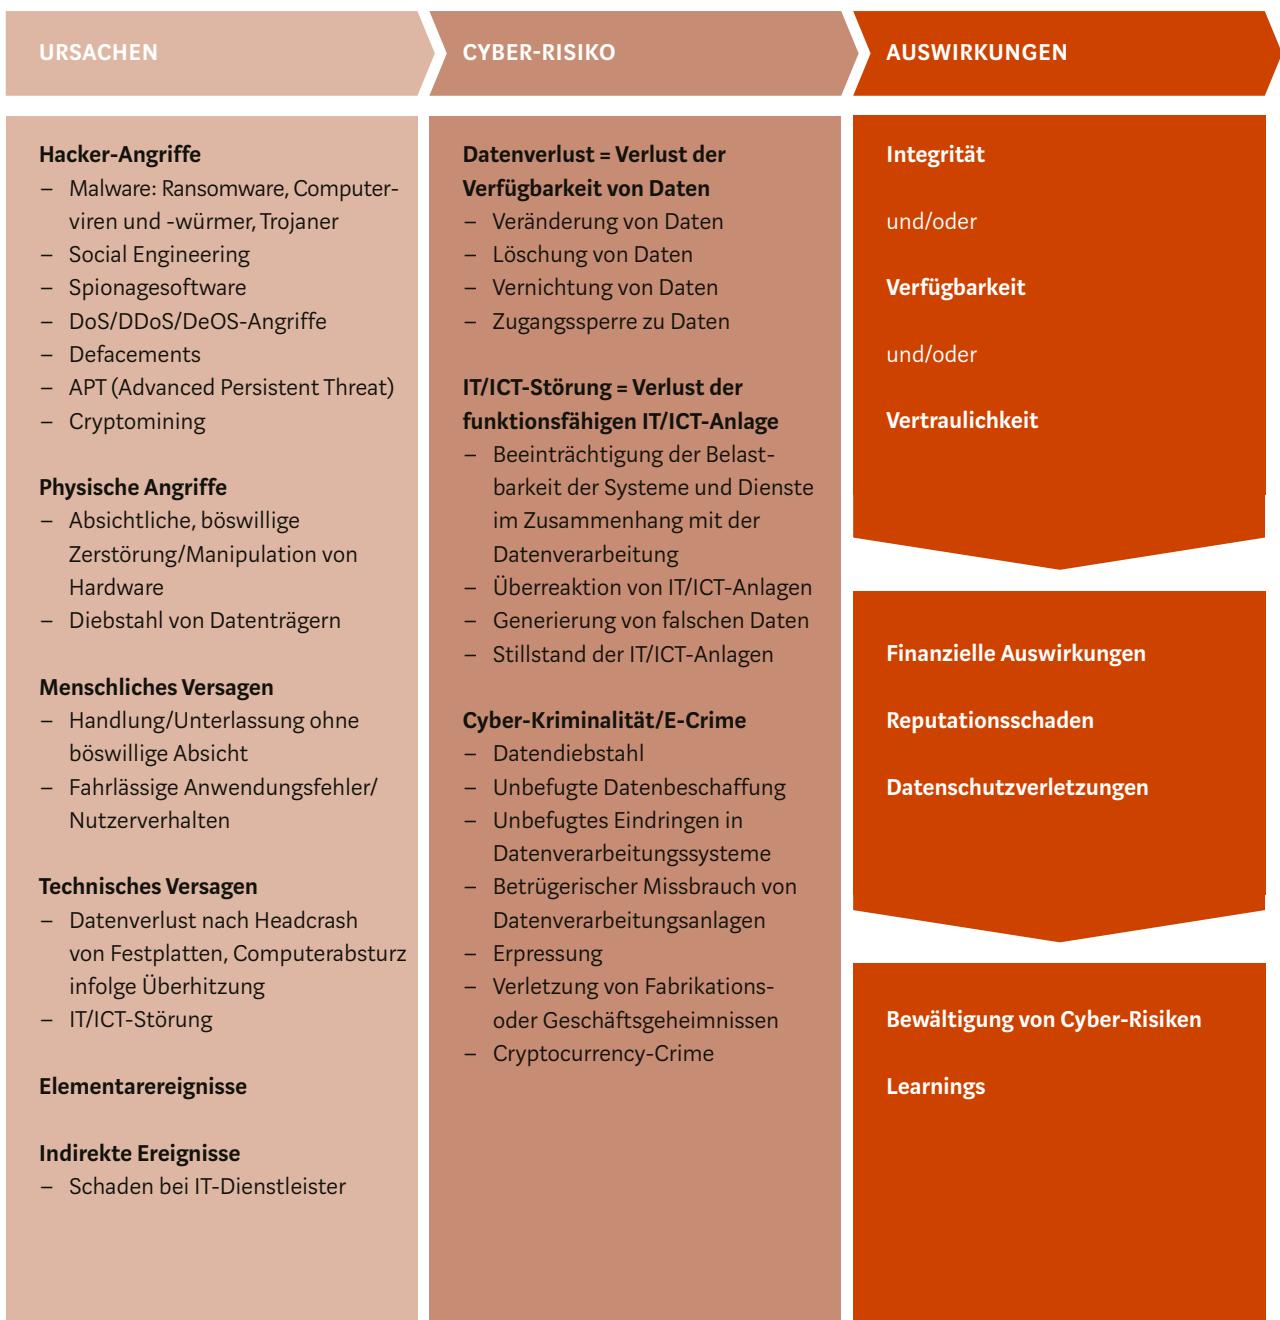 URSACHEN
CYBER-RISIKO
AUSWIRKUNGEN
Hacker-Angriffe
– Malware: Ransomware, Computer-
viren und -würmer, Trojaner
– Social Engineering
– Spionagesoftware
– DoS/DDoS/DeOS-Angriffe
– Defacements
– APT (Advanced Persistent Threat)
– Cryptomining
Physische Angriffe
– Absichtliche, böswillige
Zerstörung/Manipulation von
Hardware
– Diebstahl von Datenträgern
Menschliches Versagen
– Handlung/Unterlassung ohne
böswillige Absicht
– Fahrlässige Anwendungsfehler/
Nutzerverhalten
Technisches Versagen
– Datenverlust nach Headcrash
von Festplatten, Computerabsturz
infolge Überhitzung
– IT/ICT-Störung
Elementarereignisse
Indirekte Ereignisse
– Schaden bei IT-Dienstleister
Datenverlust = Verlust der
Verfügbarkeit von Daten
– Veränderung von Daten
– Löschung von Daten
– Vernichtung von Daten
– Zugangssperre zu Daten
IT/ICT-Störung = Verlust der
funktionsfähigen IT/ICT-Anlage
– Beeinträchtigung der Belast-
barkeit der Systeme und Dienste
im Zusammenhang mit der
Datenverarbeitung
– Überreaktion von IT/ICT-Anlagen
– Generierung von falschen Daten
– Stillstand der IT/ICT-Anlagen
Cyber-Kriminalität/E-Crime
– Datendiebstahl
– Unbefugte Datenbeschaffung
– Unbefugtes Eindringen in
Datenverarbeitungssysteme
– Betrügerischer Missbrauch von
Datenverarbeitungsanlagen
– Erpressung
– Verletzung von Fabrikations-
oder Geschäftsgeheimnissen
– Cryptocurrency-Crime
Integrität
und/oder
Verfügbarkeit
und/oder
Vertraulichkeit
Finanzielle Auswirkungen
Reputationsschaden
Datenschutzverletzungen
Bewältigung von Cyber-Risiken
Learnings